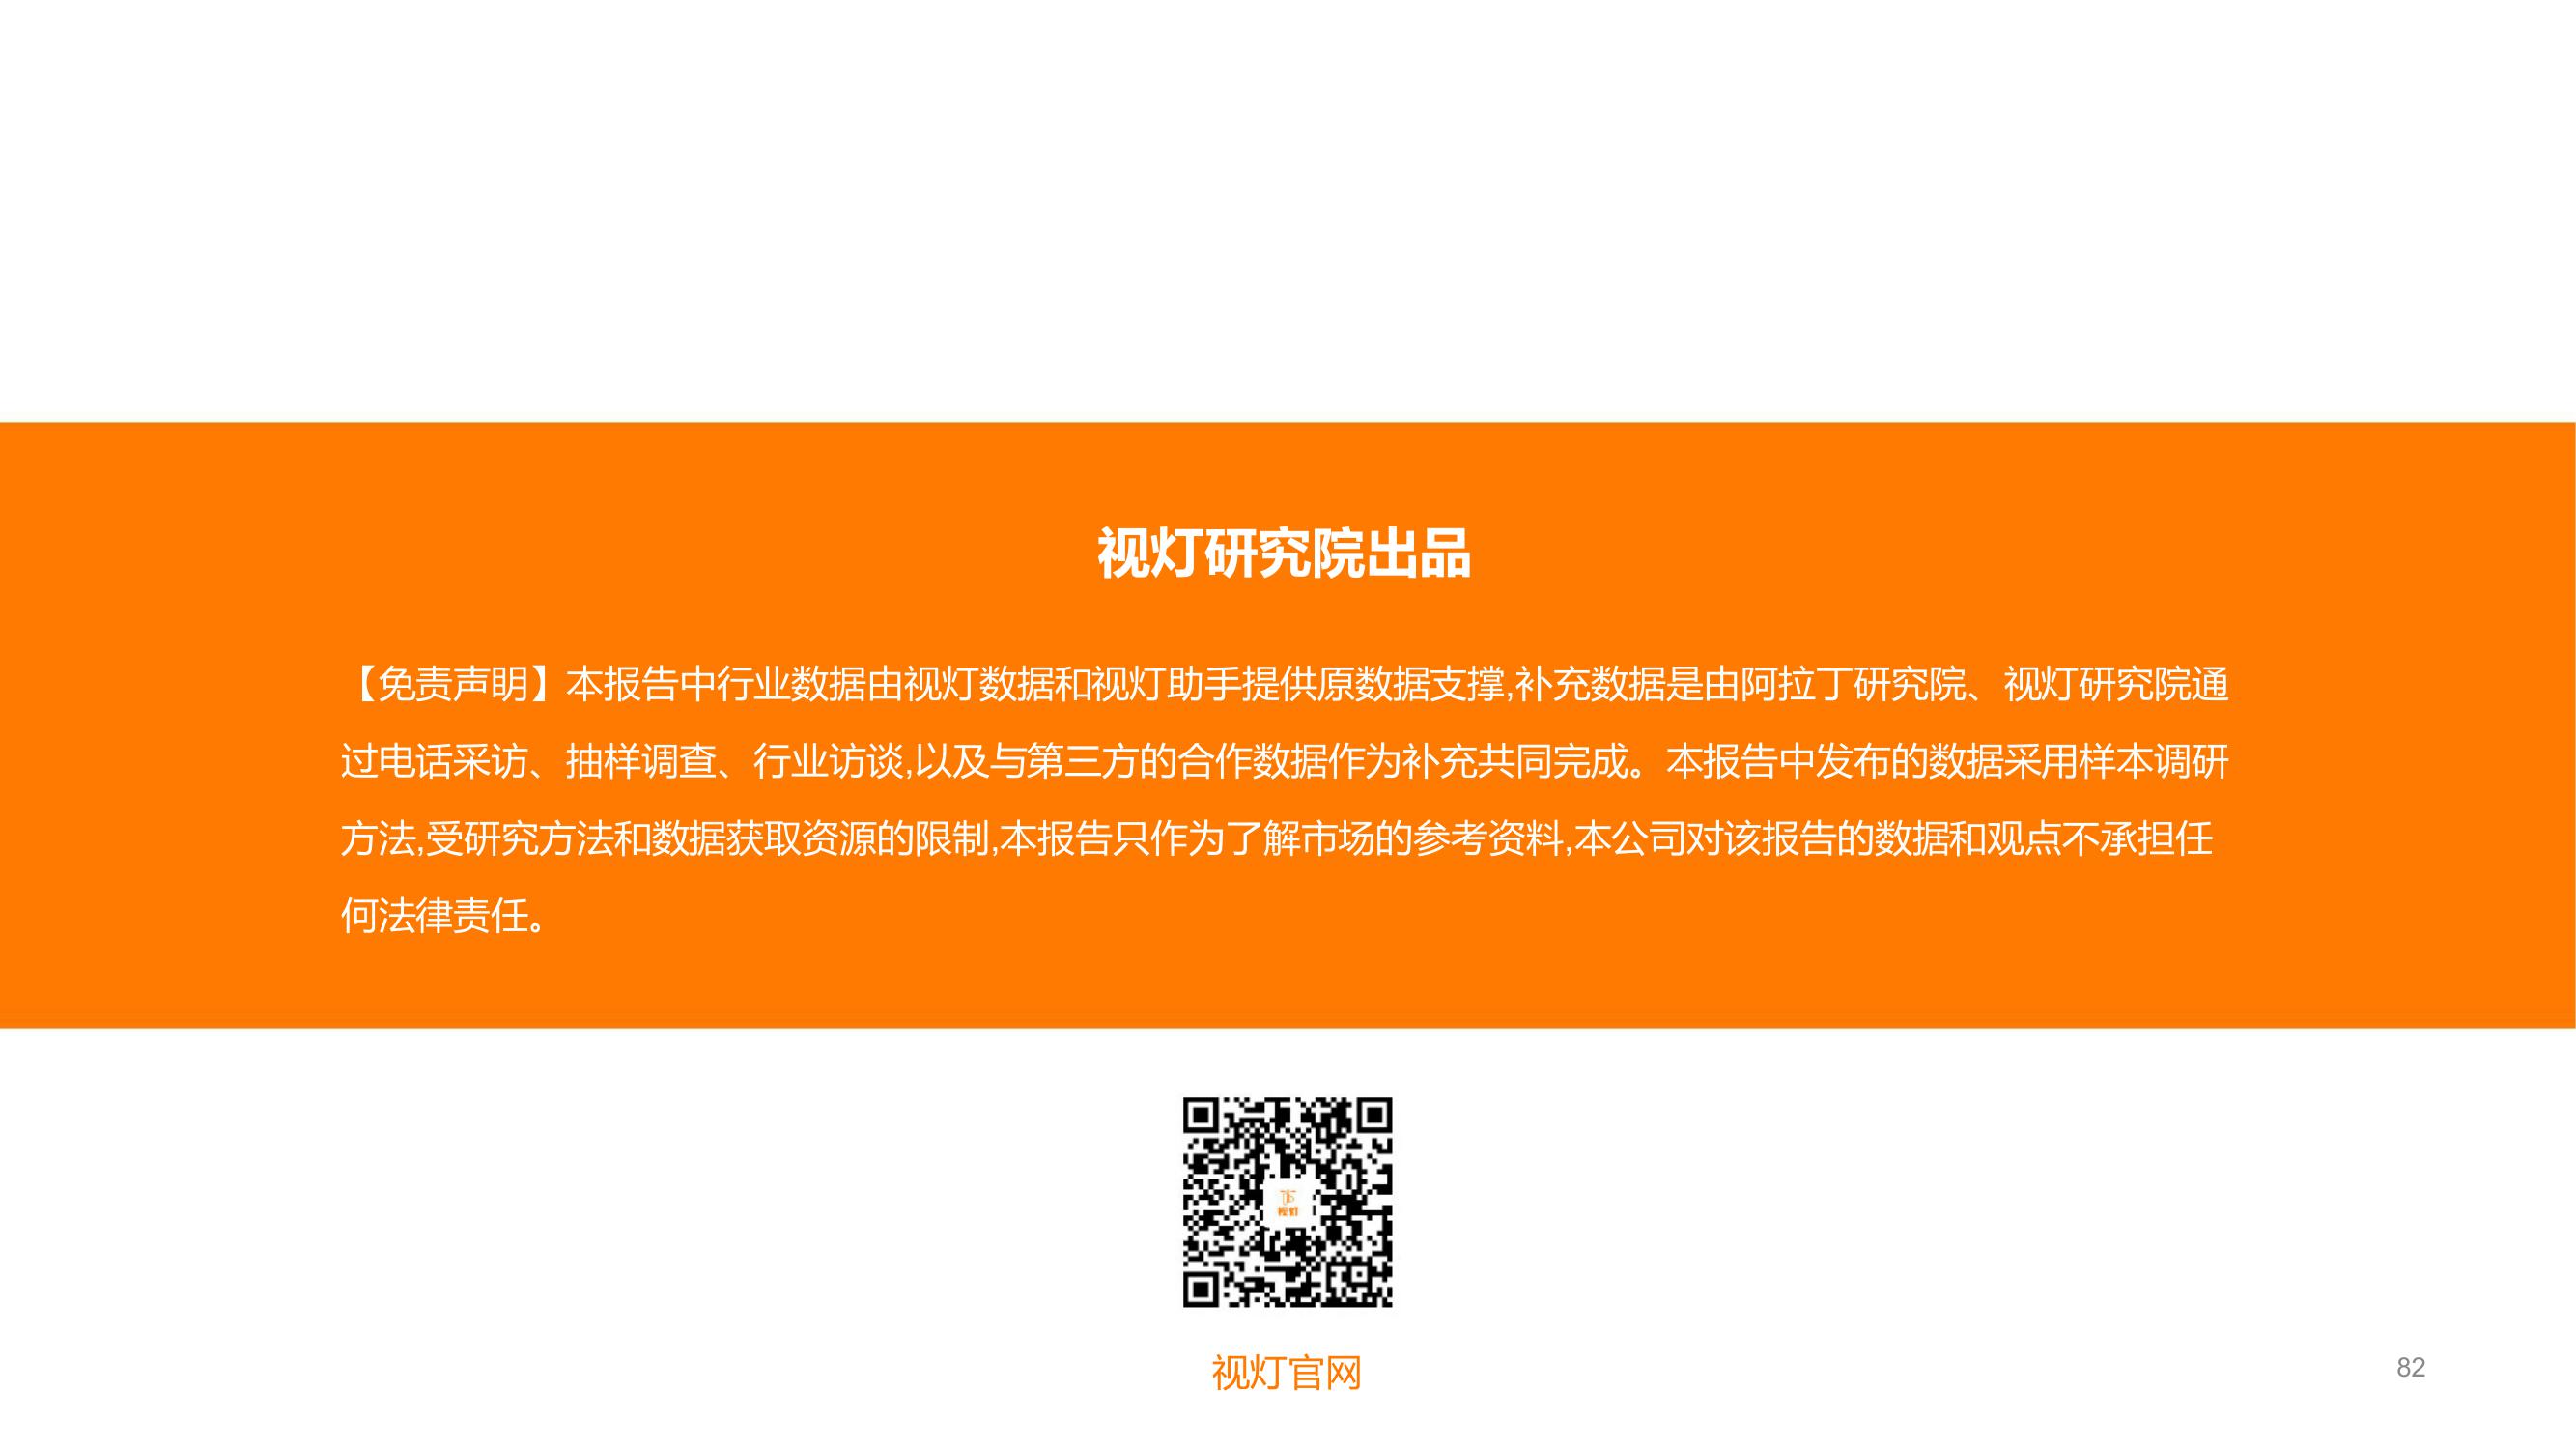 视灯研究院出品
【免责声明】本报告中行业数据由视灯数据和视灯助手提供原数据支撑,补充数据是由阿拉丁研究院、视灯研究院通
过电话采访、抽样调查、行业访谈,以及与第三方的合作数据作为补充共同完成。本报告中发布的数据采用样本调研
方法,受研究方法和数据获取资源的限制,本报告只作为了解市场的参考资料,本公司对该报告的数据和观点不承担任
何法律责任。
视灯
视灯官网
82